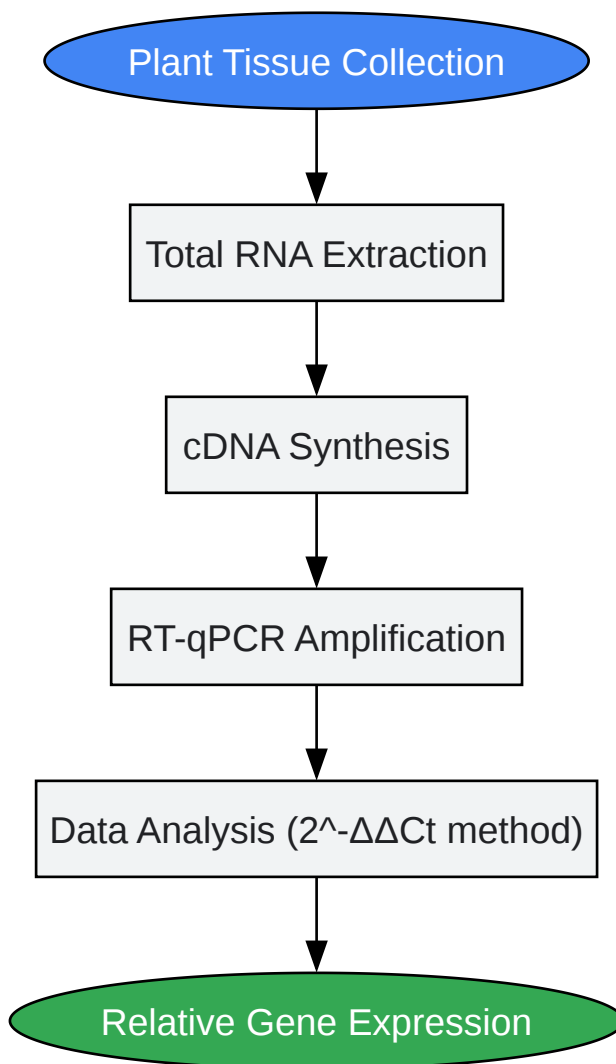 Plant Tissue Collection
Total RNA Extraction
cDNA Synthesis
RT-qPCR Amplification
Data Analysis (2^-ΔΔCt method)
Relative Gene Expression